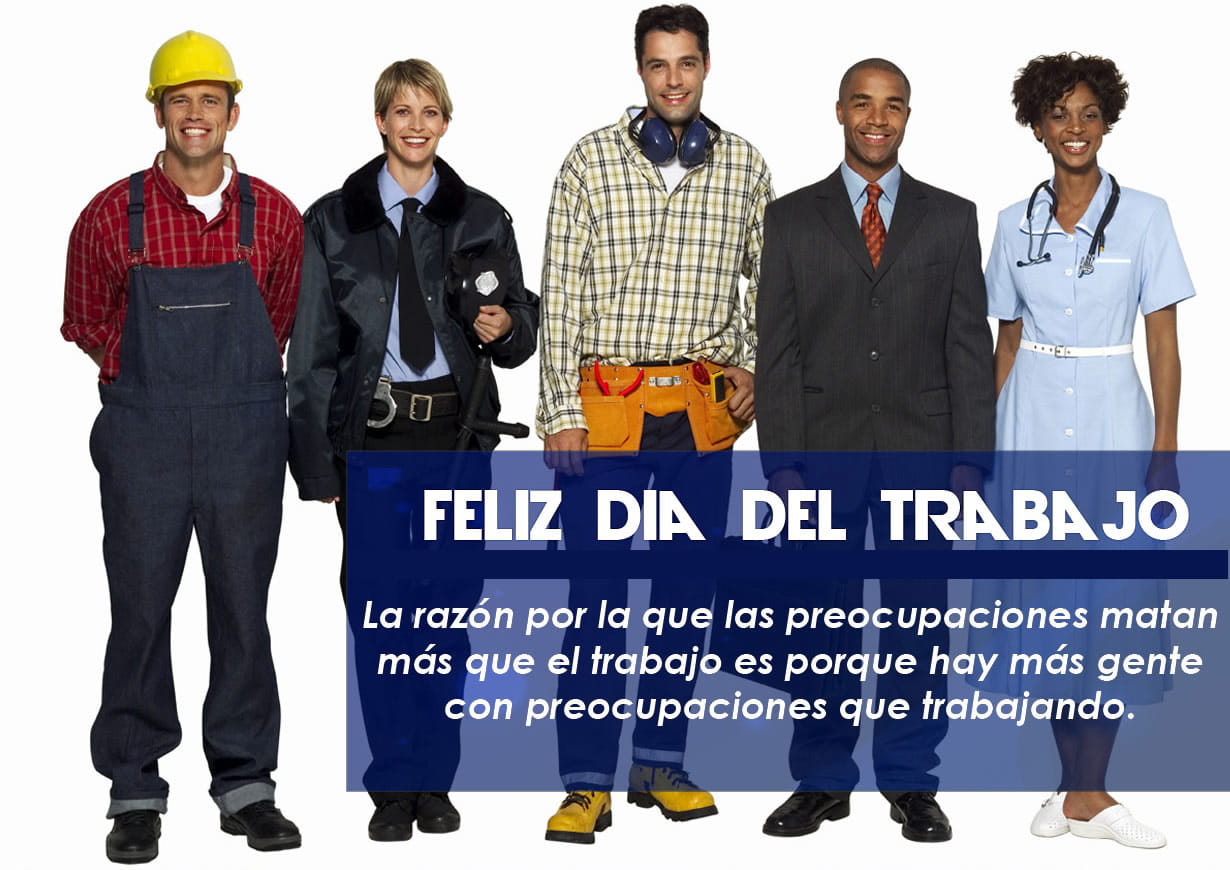 FELIZ DIA DEL TRABAJO
La razón por la que las preocupaciones matan
más que el trabajo es porque hay más gente
con preocupaciones que trabajando.